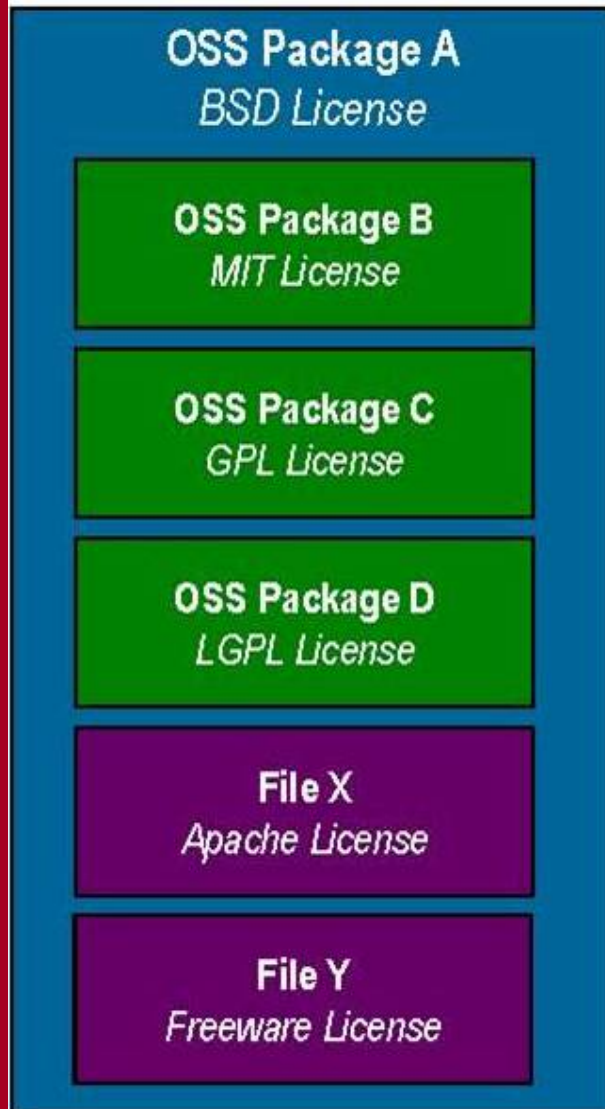 OSS Package A
BSD License
OSS Package B
MIT License
OSS Package C
GPL License
OSS Package D
LGPL License
File X
Apache License
File Y
Freeware License